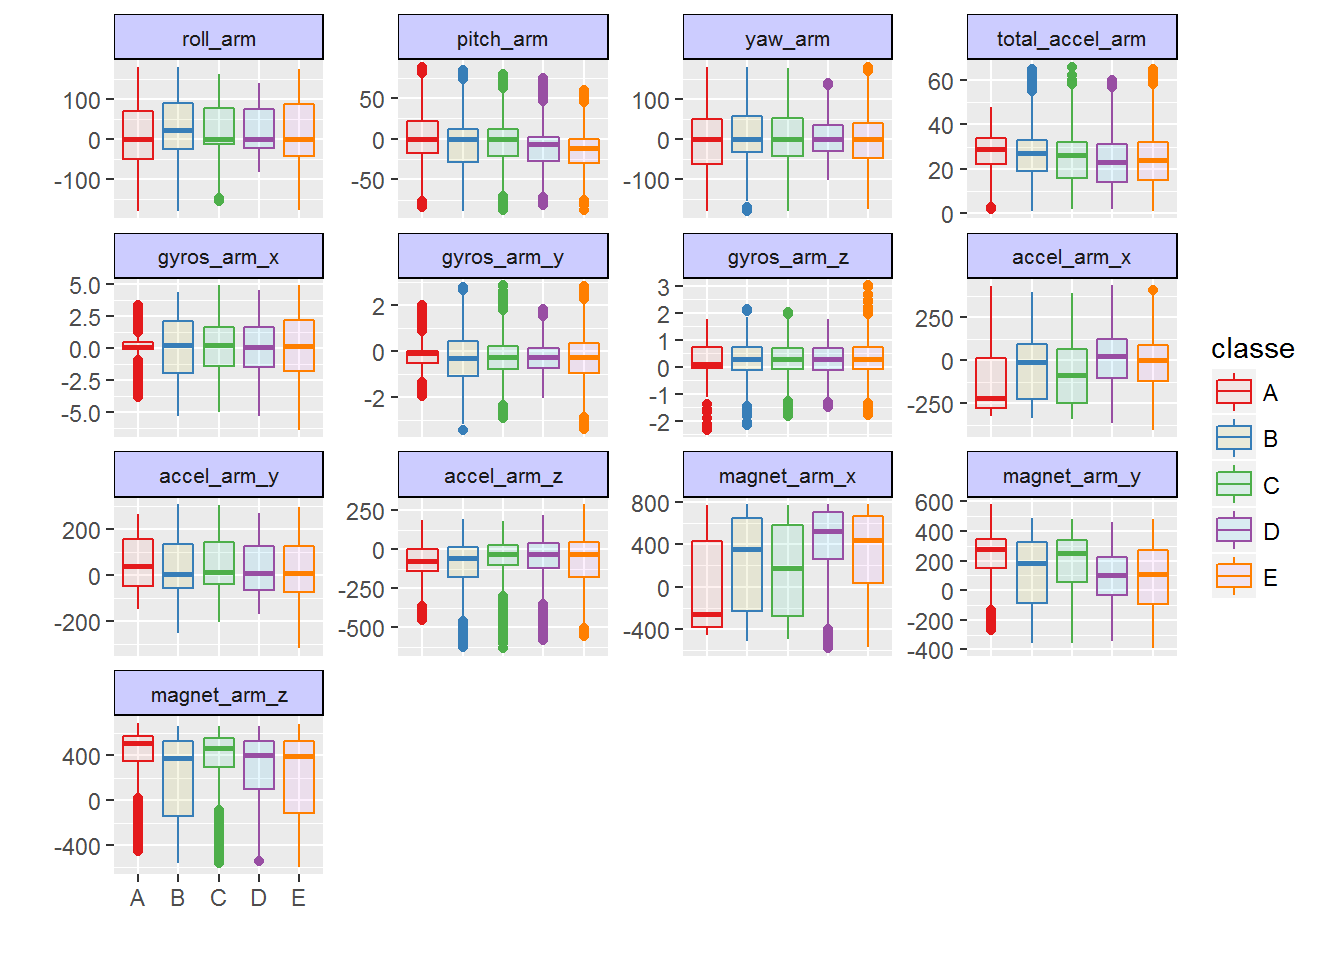 roll_arm
pitch_arm
yaw_arm
total_accel_arm
100
0
-100
50
0
-50
100
0
-100
60
40
20
0
gyros_arm_x
gyros_arm_y
gyros_arm_z
accel_arm_x
5.0
2.5
0.0
-2.5
-5.0
2
0
-2
3
2
1
0
-1
-2
250
0
-250
accel_arm_y
accel_arm_z
magnet_arm_x
magnet_arm_y
200
0
-200
250
0
-250
-500
800
400
0
-400
600
400
200
0
-200
-400
magnet_arm_z
400
0
-400
A B C D E
classe
A
B
C
D
E